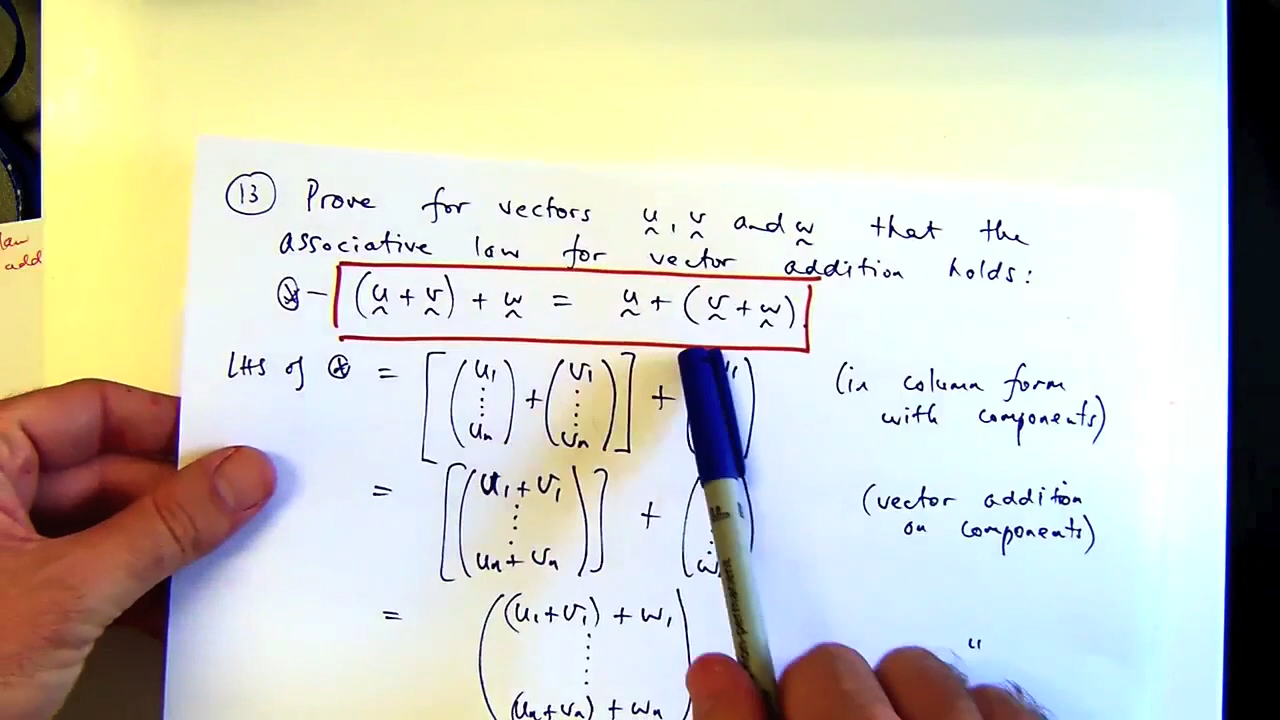 law
add
(13) Prove for vectors u, v and w that the
associative law for vector addition holds:
⊛ — (u + v) + w = u + (v + w).
LHS of ⊛ = [(u1 ⋮ un) + (v1 ⋮ vn)] + (in column form
with components)
= [(u1 + v1 ⋮ un + vn)] + (vector addition
on components)
= ((u1 + v1) + w1 ⋮ (un + vn) + wn) "